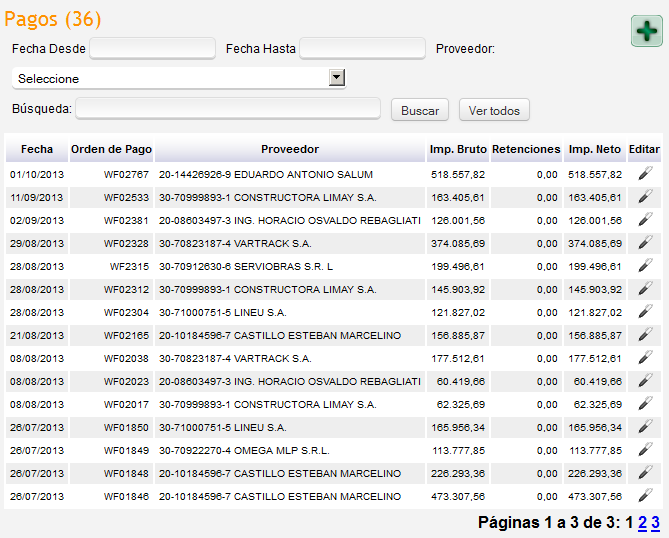 Pagos (36)
Fecha Desde Fecha Hasta Proveedor:
Seleccione
Búsqueda: Buscar Ver todos
Fecha Orden de Pago Proveedor Imp. Bruto Retenciones Imp. Neto Editar
01/10/2013 WF02767 20-14426926-9 EDUARDO ANTONIO SALUM 518.557,82 0,00 518.557,82
11/09/2013 WF02533 30-70999893-1 CONSTRUCTORA LIMAY S.A. 163.405,61 0,00 163.405,61
02/09/2013 WF02381 20-08603497-3 ING. HORACIO OSVALDO REBAGLIATI 126.001,56 0,00 126.001,56
29/08/2013 WF02328 30-70823187-4 VARTRACK S.A. 374.085,69 0,00 374.085,69
28/08/2013 WF2315 30-70912630-6 SERVIOBRAS S.R. L 199.496,61 0,00 199.496,61
28/08/2013 WF02312 30-70999893-1 CONSTRUCTORA LIMAY S.A. 145.903,92 0,00 145.903,92
28/08/2013 WF02304 30-71000751-5 LINEU S.A. 121.827,02 0,00 121.827,02
21/08/2013 WF02165 20-10184596-7 CASTILLO ESTEBAN MARCELINO 156.885,87 0,00 156.885,87
08/08/2013 WF02038 30-70823187-4 VARTRACK S.A. 177.512,61 0,00 177.512,61
08/08/2013 WF02023 20-08603497-3 ING. HORACIO OSVALDO REBAGLIATI 60.419,66 0,00 60.419,66
08/08/2013 WF02017 30-70999893-1 CONSTRUCTORA LIMAY S.A. 62.325,69 0,00 62.325,69
26/07/2013 WF01850 30-71000751-5 LINEU S.A. 165.956,34 0,00 165.956,34
26/07/2013 WF01849 30-70922270-4 OMEGA MLP S.R.L. 113.777,85 0,00 113.777,85
26/07/2013 WF01848 20-10184596-7 CASTILLO ESTEBAN MARCELINO 226.293,36 0,00 226.293,36
26/07/2013 WF01846 20-10184596-7 CASTILLO ESTEBAN MARCELINO 473.307,56 0,00 473.307,56
Páginas 1 a 3 de 3: 1 2 3